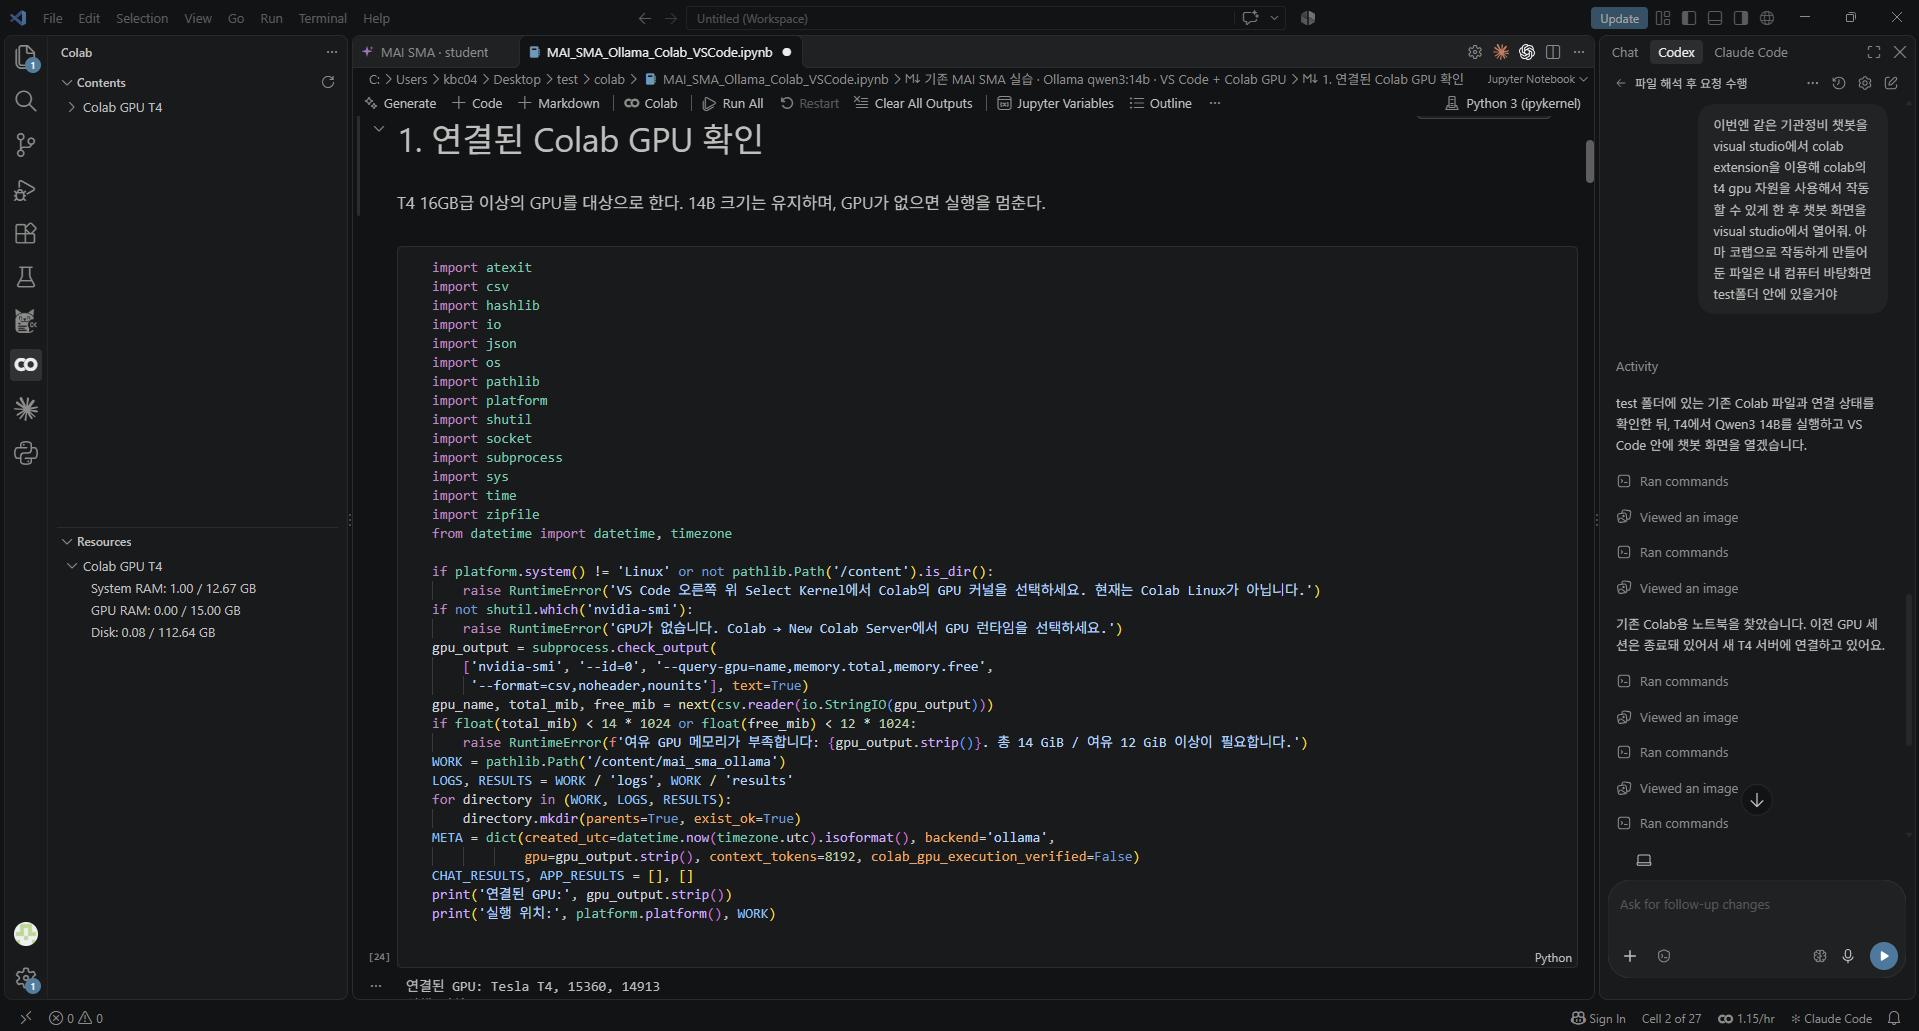 File Edit Selection View Go Run Terminal Help
Untitled (Workspace)
Update
Colab
Contents
Colab GPU T4
Resources
Colab GPU T4
System RAM: 1.00 / 12.67 GB
GPU RAM: 0.00 / 15.00 GB
Disk: 0.08 / 112.64 GB
1
1
MAI SMA · student
MAI_SMA_Ollama_Colab_VSCode.ipynb
C: > Users > kbc04 > Desktop > test > colab > MAI_SMA_Ollama_Colab_VSCode.ipynb > M↓ 기존 MAI SMA 실습 · Ollama qwen3:14b · VS Code + Colab GPU > M↓ 1. 연결된 Colab GPU 확인
Jupyter Notebook
Generate + Code + Markdown Colab Run All Restart Clear All Outputs Jupyter Variables Outline ···
Python 3 (ipykernel)
1. 연결된 Colab GPU 확인
T4 16GB급 이상의 GPU를 대상으로 한다. 14B 크기는 유지하며, GPU가 없으면 실행을 멈춘다.
import atexit
import csv
import hashlib
import io
import json
import os
import pathlib
import platform
import shutil
import socket
import subprocess
import sys
import time
import zipfile
from datetime import datetime, timezone
if platform.system() != 'Linux' or not pathlib.Path('/content').is_dir():
raise RuntimeError('VS Code 오른쪽 위 Select Kernel에서 Colab의 GPU 커널을 선택하세요. 현재는 Colab Linux가 아닙니다.')
if not shutil.which('nvidia-smi'):
raise RuntimeError('GPU가 없습니다. Colab → New Colab Server에서 GPU 런타임을 선택하세요.')
gpu_output = subprocess.check_output(
['nvidia-smi', '--id=0', '--query-gpu=name,memory.total,memory.free',
'--format=csv,noheader,nounits'], text=True)
gpu_name, total_mib, free_mib = next(csv.reader(io.StringIO(gpu_output)))
if float(total_mib) < 14 * 1024 or float(free_mib) < 12 * 1024:
raise RuntimeError(f'여유 GPU 메모리가 부족합니다: {gpu_output.strip()}. 총 14 GiB / 여유 12 GiB 이상이 필요합니다.')
WORK = pathlib.Path('/content/mai_sma_ollama')
LOGS, RESULTS = WORK / 'logs', WORK / 'results'
for directory in (WORK, LOGS, RESULTS):
directory.mkdir(parents=True, exist_ok=True)
META = dict(created_utc=datetime.now(timezone.utc).isoformat(), backend='ollama',
gpu=gpu_output.strip(), context_tokens=8192, colab_gpu_execution_verified=False)
CHAT_RESULTS, APP_RESULTS = [], []
print('연결된 GPU:', gpu_output.strip())
print('실행 위치:', platform.platform(), WORK)
[24]
Python
연결된 GPU: Tesla T4, 15360, 14913
Chat Codex Claude Code
파일 해석 후 요청 수행
이번엔 같은 기관정비 챗봇을
visual studio에서 colab
extension을 이용해 colab의
t4 gpu 자원을 사용해서 작동
할 수 있게 한 후 챗봇 화면을
visual studio에서 열어줘. 아
마 코랩으로 작동하게 만들어
둔 파일은 내 컴퓨터 바탕화면
test폴더 안에 있을거야
Activity
test 폴더에 있는 기존 Colab 파일과 연결 상태를
확인한 뒤, T4에서 Qwen3 14B를 실행하고 VS
Code 안에 챗봇 화면을 열겠습니다.
Ran commands
Viewed an image
Ran commands
Viewed an image
기존 Colab용 노트북을 찾았습니다. 이전 GPU 세
션은 종료돼 있어서 새 T4 서버에 연결하고 있어요.
Ran commands
Viewed an image
Ran commands
Viewed an image
Ran commands
Ask for follow-up changes
0 0
Sign In Cell 2 of 27 1.15/hr Claude Code